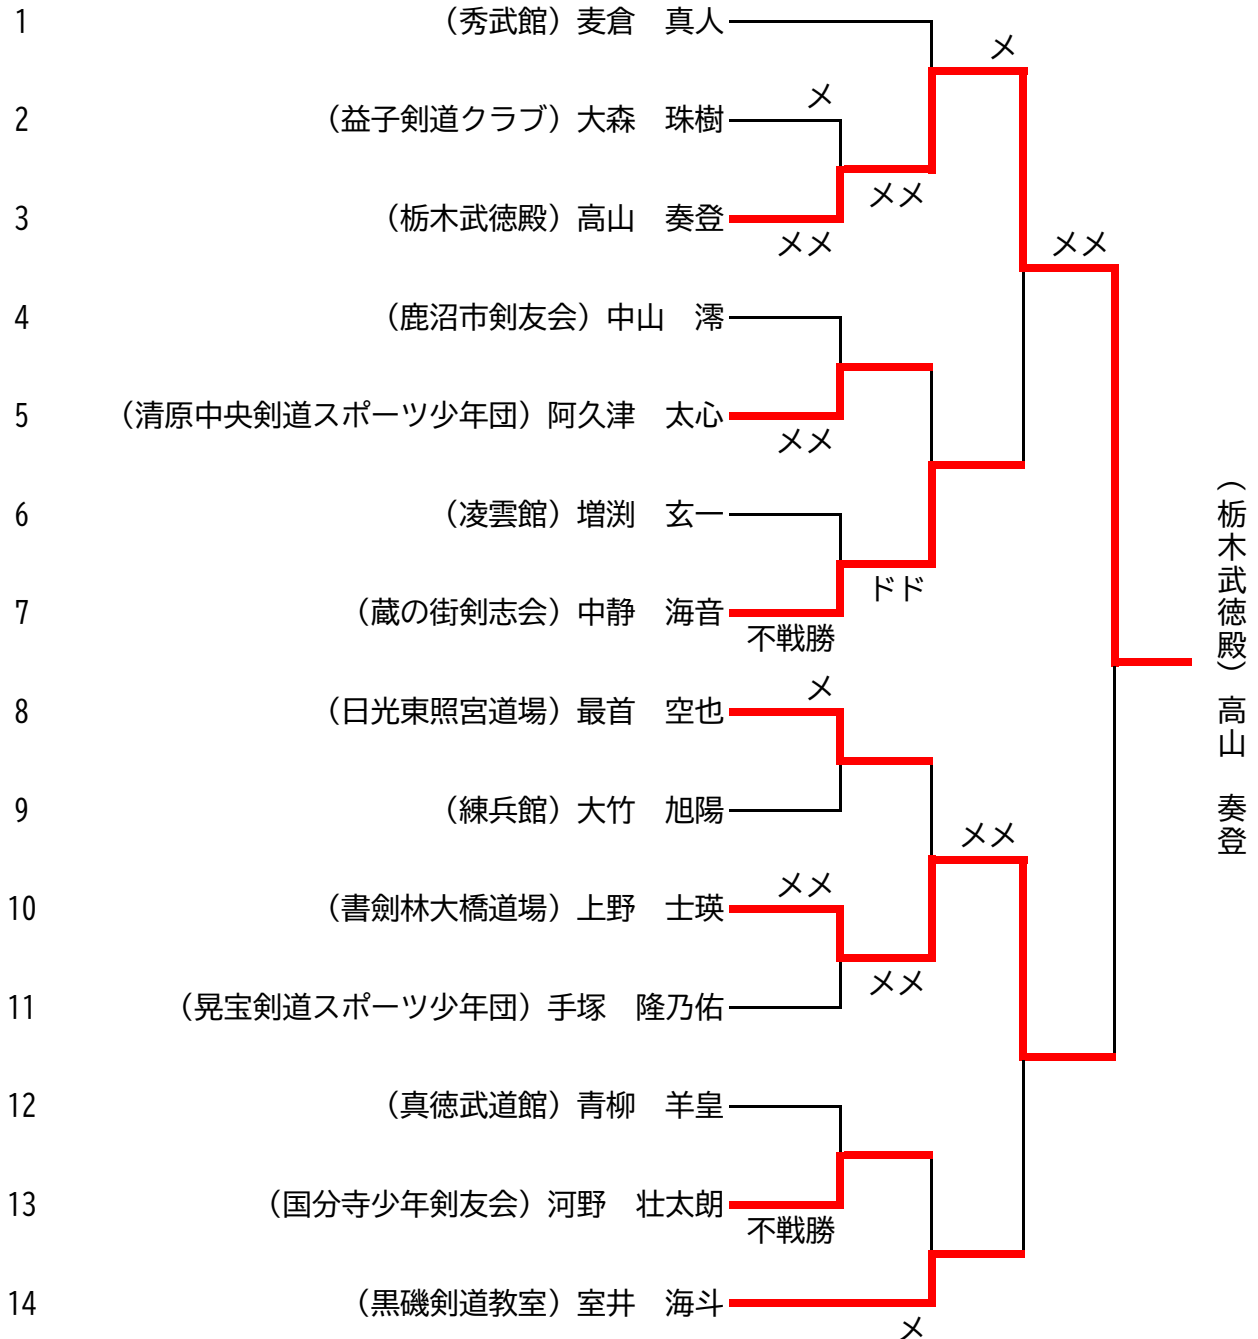 1 （秀武館）麦倉　真人
メ
メ
2 （益子剣道クラブ）大森　珠樹
メメ
3 （栃木武徳殿）高山　奏登
メメ
メメ
4 （鹿沼市剣友会）中山　澪
5 （清原中央剣道スポーツ少年団）阿久津　太心
メメ
6 （凌雲館）増渕　玄一
ドド
7 （蔵の街剣志会）中静　海音
不戦勝
（栃木武徳殿）高山　奏登
メ
8 （日光東照宮道場）最首　空也
9 （練兵館）大竹　旭陽
メメ
メメ
10 （書劍林大橋道場）上野　士瑛
メメ
11 （晃宝剣道スポーツ少年団）手塚　隆乃佑
12 （真徳武道館）青柳　羊皇
13 （国分寺少年剣友会）河野　壮太朗
不戦勝
14 （黒磯剣道教室）室井　海斗
メ